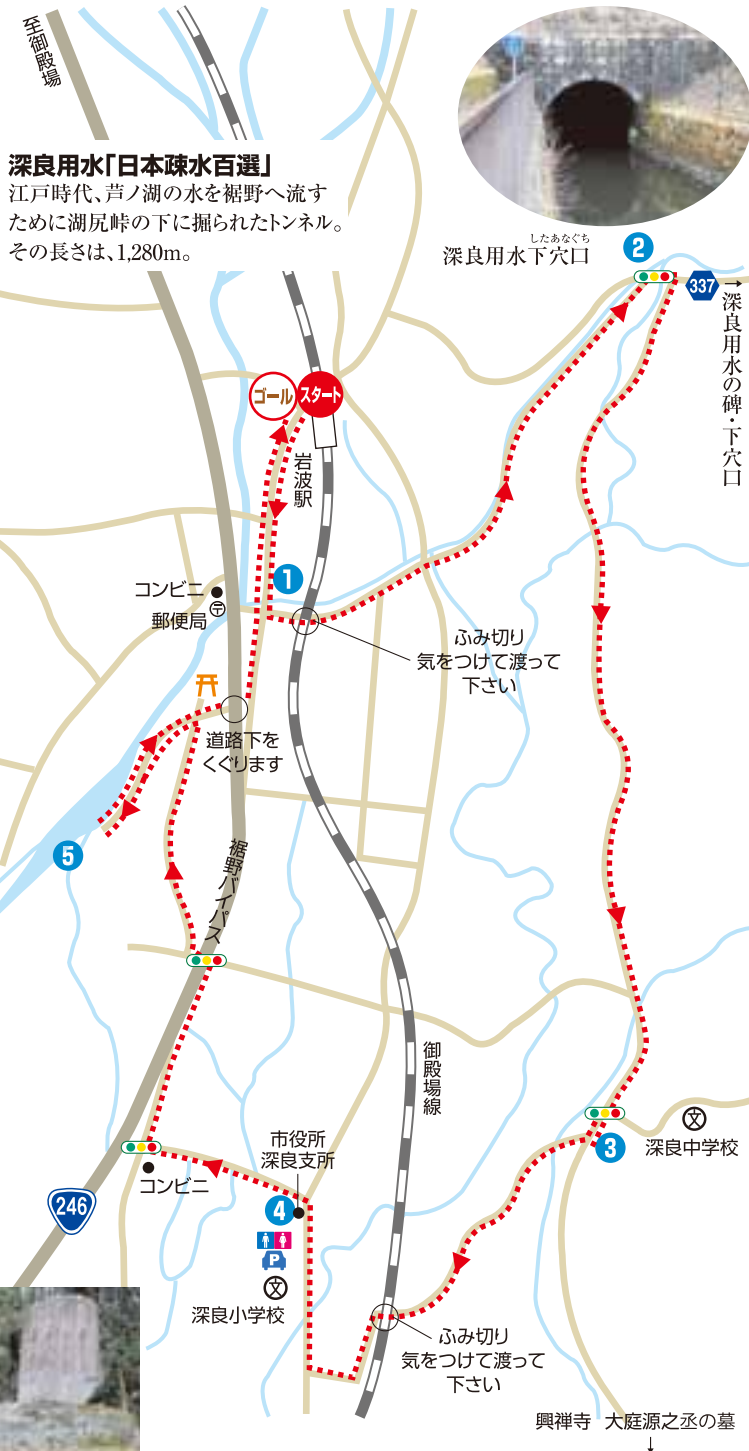 至御殿場
深良用水「日本疎水百選」
江戸時代、芦ノ湖の水を裾野へ流す
ために湖尻峠の下に掘られたトンネル。
その長さは、1,280m。
したあなぐち
深良用水下穴口
2
337
→深良用水の碑・下穴口
ゴール
スタート
岩波駅
1
コンビニ
郵便局
〒
ふみ切り
気をつけて渡って
下さい
道路下を
くぐります
5
裾野バイパス
御殿場線
文
深良中学校
3
市役所
深良支所
コンビニ
4
246
P
文
深良小学校
ふみ切り
気をつけて渡って
下さい
興禅寺 大庭源之丞の墓
↓